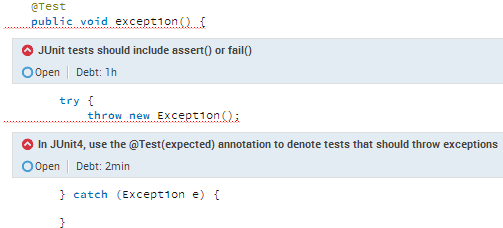 @Test
public void exception() {
JUnit tests should include assert() or fail()
Open Debt: 1h
try {
throw new Exception();
In JUnit4, use the @Test(expected) annotation to denote tests that should throw exceptions
Open Debt: 2min
} catch (Exception e) {
}